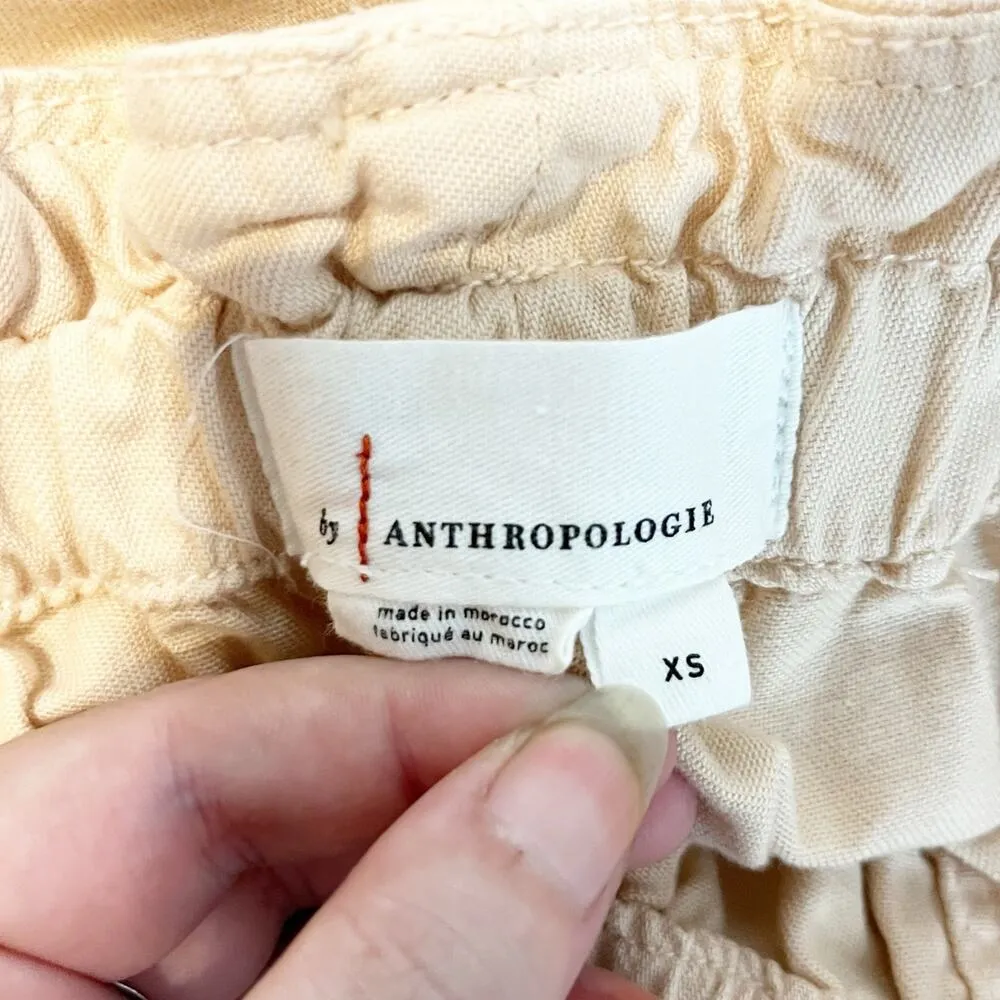 by ANTHROPOLOGIE
made in morocco
fabriqué au maroc
XS